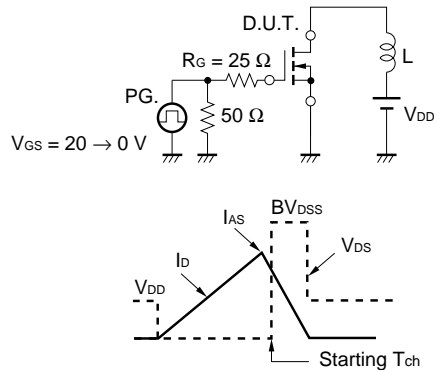 D.U.T.
RG = 25 Ω
L
PG.
50 Ω
VDD
VGS = 20 → 0 V
BVDSS
IAS
ID
VDS
VDD
Starting Tch